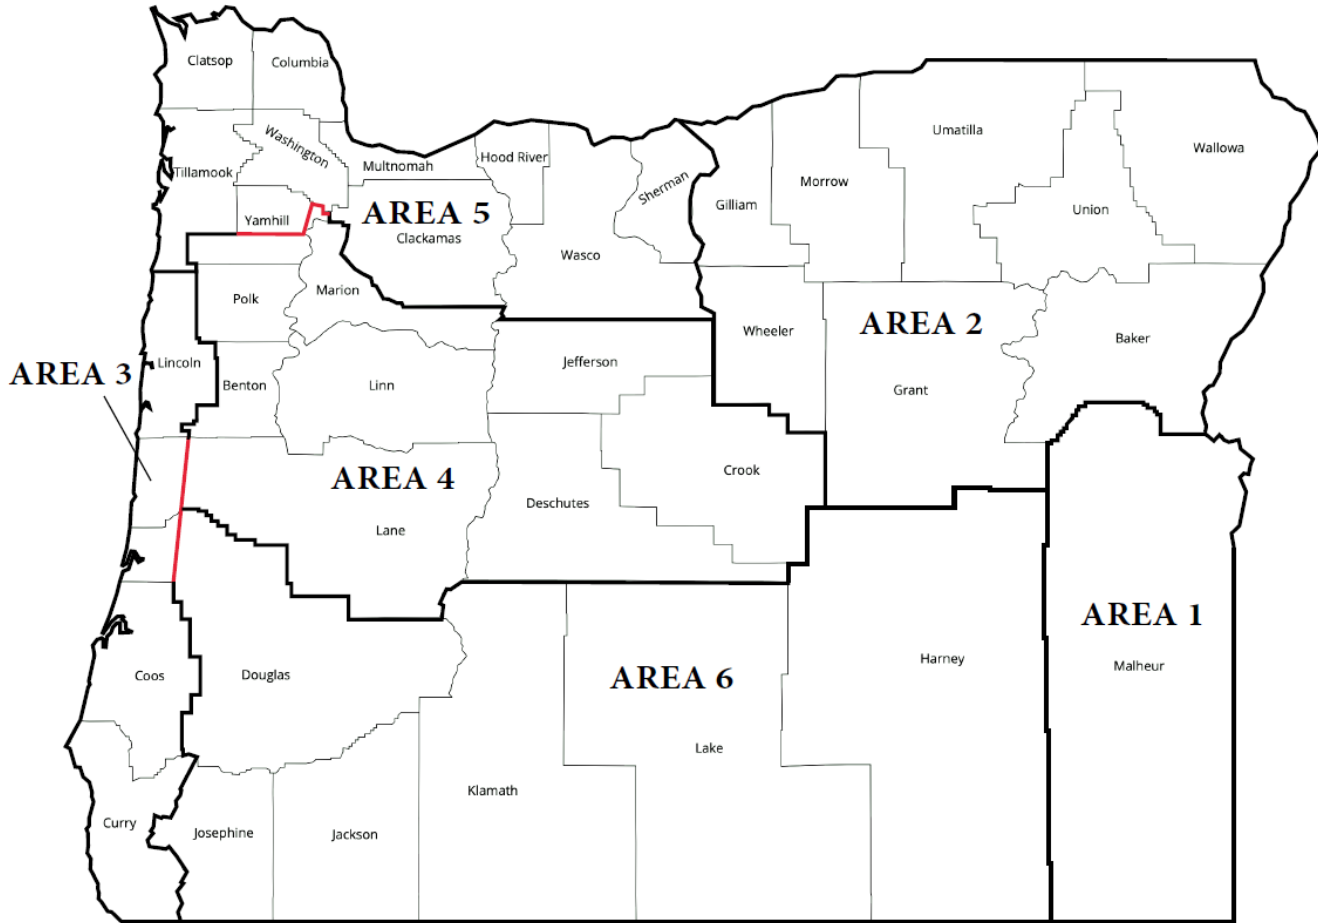 Clatsop
Columbia
Washington
Tillamook
Multnomah
Hood River
Sherman
Gilliam
Morrow
Umatilla
Wallowa
Union
Yamhill
AREA 5
Clackamas
Wasco
Polk
Marion
Wheeler
AREA 2
Baker
Lincoln
AREA 3
Benton
Linn
Jefferson
Grant
Crook
AREA 4
Deschutes
Lane
AREA 1
Malheur
Coos
Douglas
AREA 6
Harney
Lake
Klamath
Curry
Josephine
Jackson